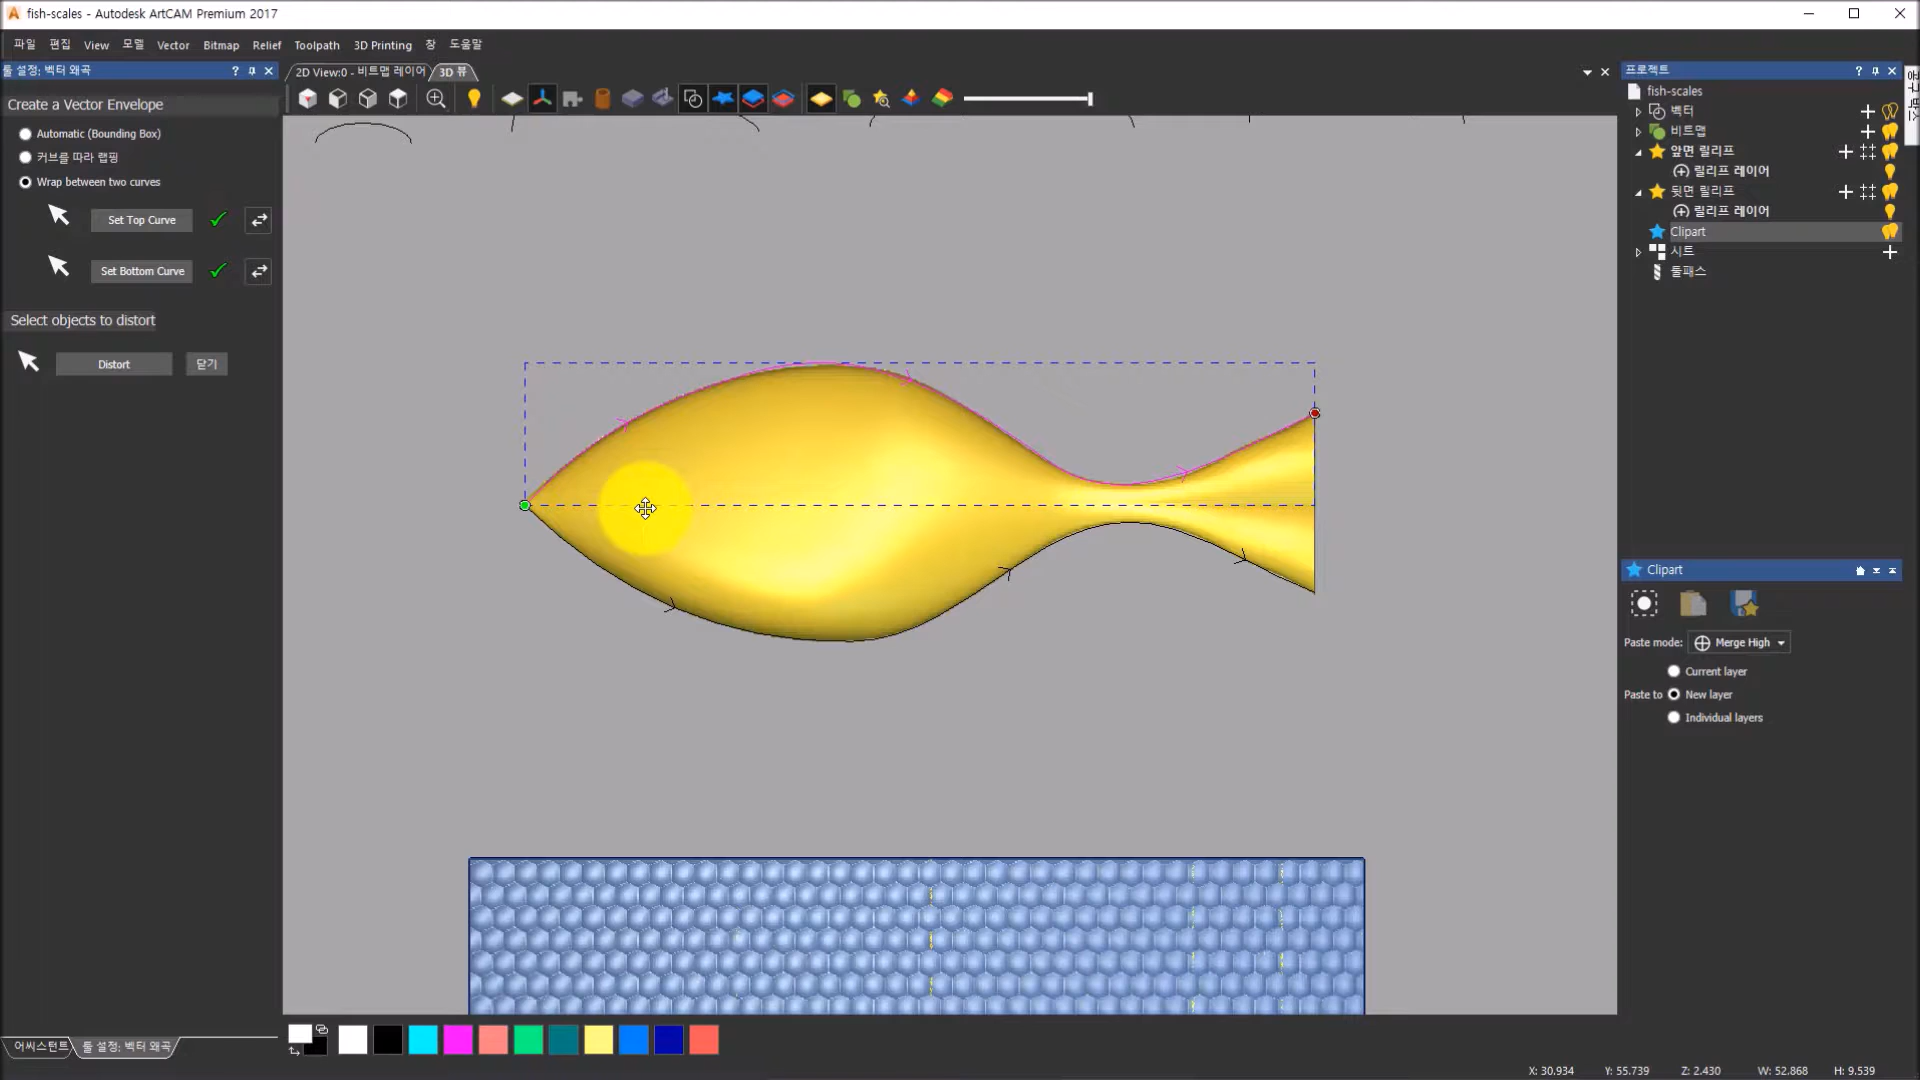 fish-scales - Autodesk ArtCAM Premium 2017
파일 편집 View 모델 Vector Bitmap Relief Toolpath 3D Printing 창 도움말
툴 설정: 벡터 왜곡
2D View:0 - 비트맵 레이어
3D 뷰
Create a Vector Envelope
Automatic (Bounding Box)
커브를 따라 랩핑
Wrap between two curves
Set Top Curve
Set Bottom Curve
Select objects to distort
Distort
닫기
어씨스턴트
툴 설정: 벡터 왜곡
프로젝트
fish-scales
벡터
비트맵
앞면 릴리프
릴리프 레이어
뒷면 릴리프
릴리프 레이어
Clipart
시트
툴패스
Clipart
Paste mode: Merge High
Current layer
Paste to New layer
Individual layers
X: 30.934 Y: 55.739 Z: 2.430 W: 52.868 H: 9.539